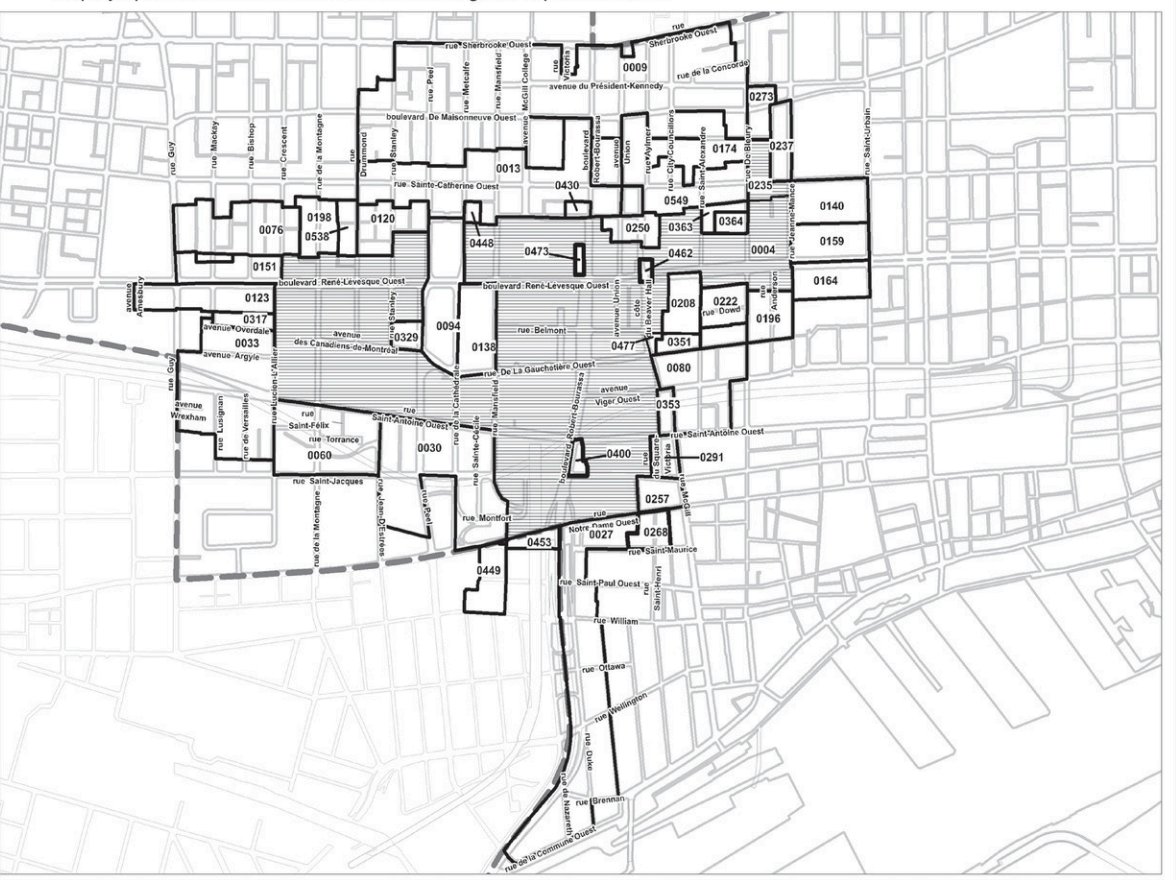 rue Sherbrooke Ouest
rue
Sherbrooke Ouest
rue
Victoria
0009
rue de la Concorde
rue Peel
rue Metcalfe
rue Mansfield
avenue McGill College
avenue du Président-Kennedy
0273
boulevard De Maisonneuve Ouest
rue Guy
rue Mackay
rue Bishop
rue Crescent
rue de la Montagne
rue
Drummond
rue Stanley
boulevard
Robert-Bourassa
avenue
Union
rue Aylmer
rue City Councillors
rue Saint-Alexandre
0174
rue De Bleury
0237
rue Saint-Urbain
0013
rue Sainte-Catherine Ouest
0430
0549
0235
0140
0198
0120
0076
0538
0448
0250
0363
0364
rue Jeanne-Mance
0159
0473
0462
0004
0151
boulevard René-Lévesque Ouest
boulevard René-Lévesque Ouest
0164
avenue
Amesbury
0123
0317
avenue Overdale
0033
avenue Argyle
rue Stanley
avenue Union
côte
du Beaver Hall
0208
0222
rue Dowd
rue
Anderson
0196
avenue
des Canadiens-de-Montréal
0329
0094
0138
rue Belmont
0477
0351
0080
rue Guy
rue Lucien-L'Allier
rue De La Gauchetière Ouest
avenue
Viger Ouest
0353
avenue
Wrexham
rue Lusignan
rue de Versailles
rue
Saint-Félix
rue Torrance
0060
rue
Saint-Antoine Ouest
rue de la Cathédrale
rue Mansfield
0030
rue Sainte-Cécile
boulevard Robert-Bourassa
0400
rue
du Square
Victoria
rue Saint-Antoine Ouest
0291
rue Saint-Jacques
rue de la Montagne
rue Jean-D'Estrées
rue Peel
rue Montfort
0257
rue McGill
rue
Notre-Dame Ouest
0453
0027
0268
rue Saint-Maurice
0449
rue Saint-Paul Ouest
rue
Saint-Henri
rue William
rue Ottawa
rue Wellington
rue Duke
rue de Nazareth
rue Brennan
rue de la Commune Ouest